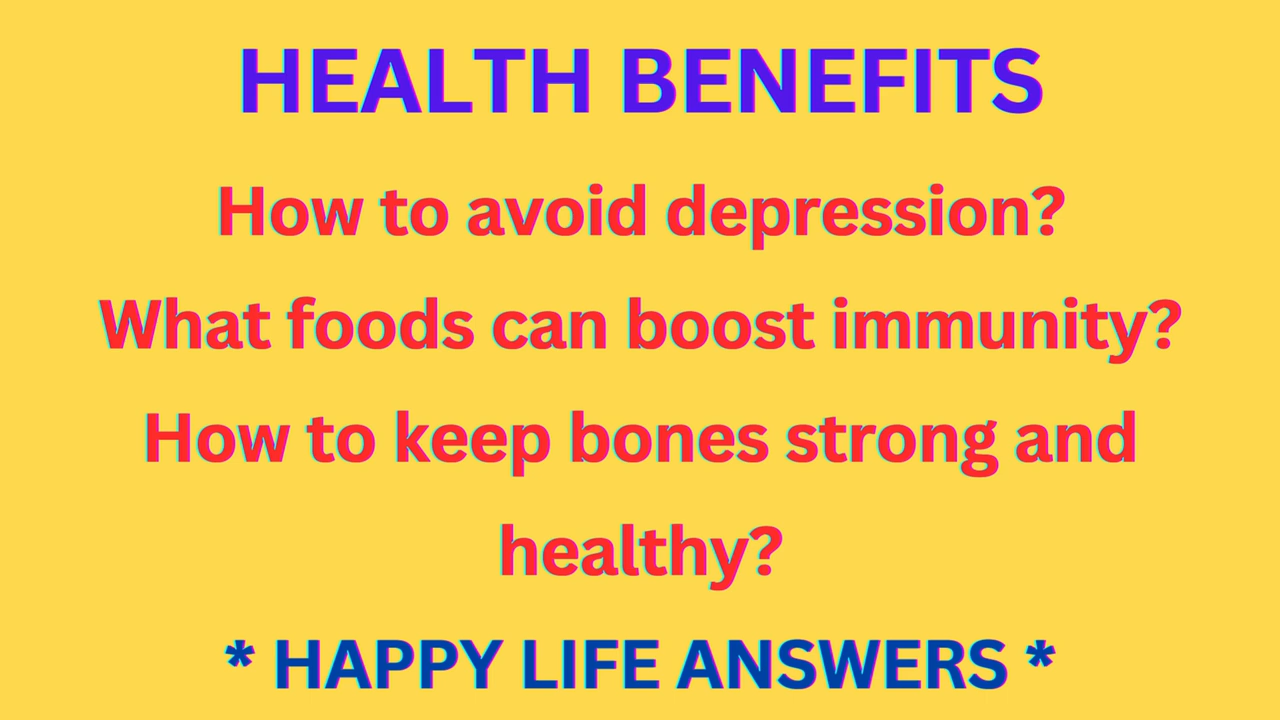 HEALTH BENEFITS
How to avoid depression?
What foods can boost immunity?
How to keep bones strong and
healthy?
* HAPPY LIFE ANSWERS *